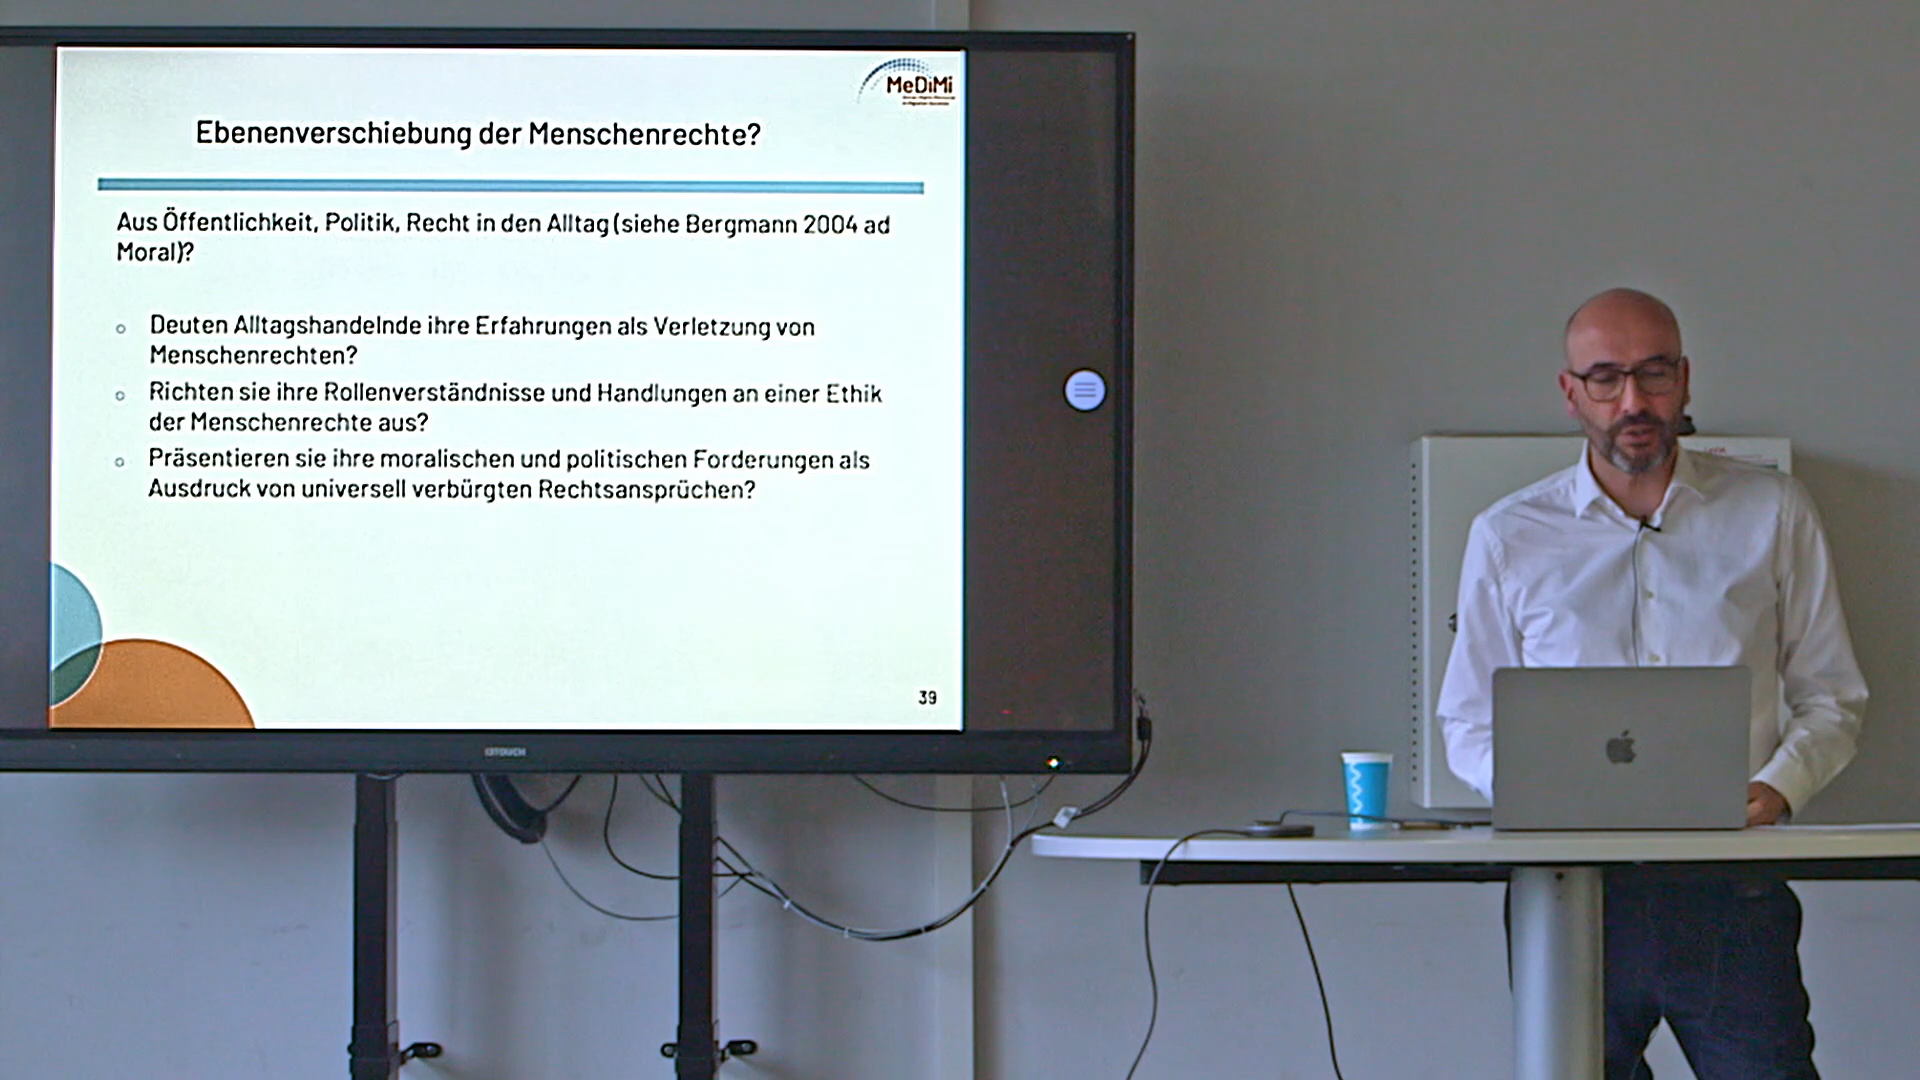 MeDiMi
Ebenenverschiebung der Menschenrechte?
Aus Öffentlichkeit, Politik, Recht in den Alltag (siehe Bergmann 2004 ad
Moral)?
Deuten Alltagshandelnde ihre Erfahrungen als Verletzung von
Menschenrechten?
Richten sie ihre Rollenverständnisse und Handlungen an einer Ethik
der Menschenrechte aus?
Präsentieren sie ihre moralischen und politischen Forderungen als
Ausdruck von universell verbürgten Rechtsansprüchen?
39